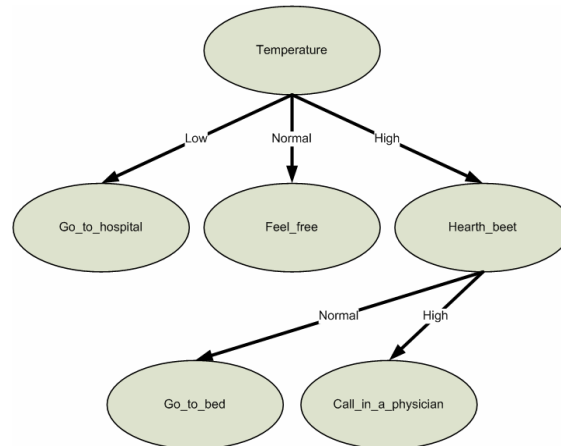 Temperature
Low
Normal
High
Go_to_hospital
Feel_free
Hearth_beet
Normal
High
Go_to_bed
Call_in_a_physician